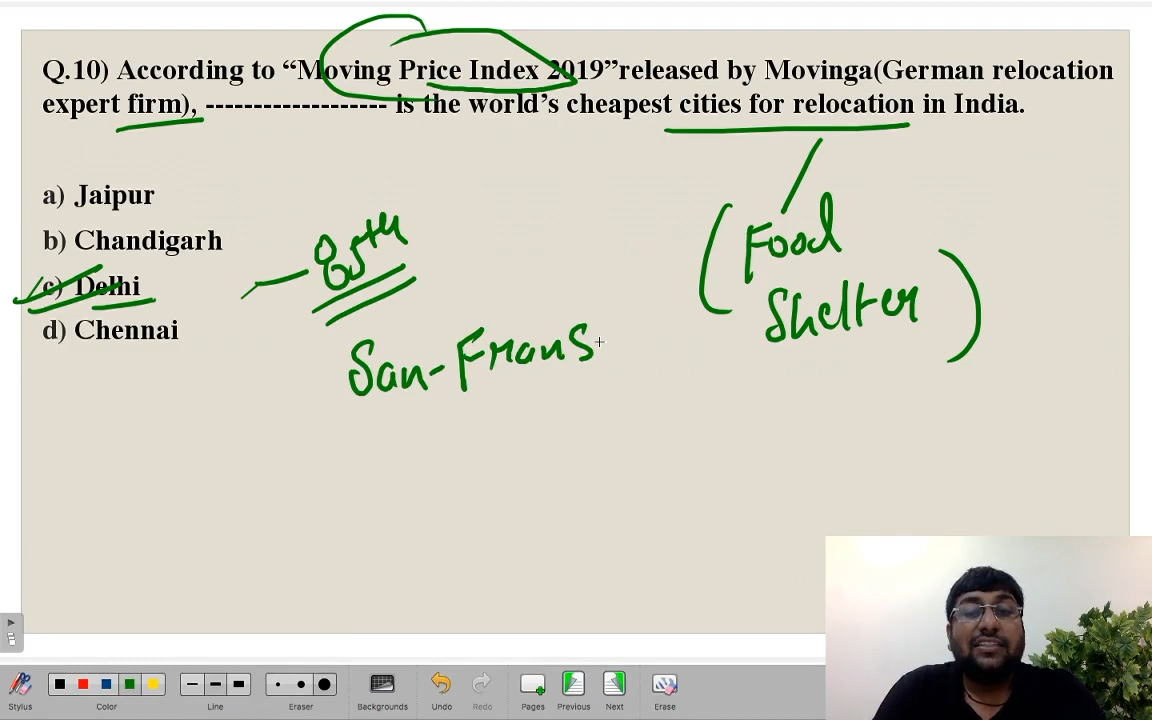 Q.10) According to “Moving Price Index 2019”released by Movinga(German relocation
expert firm), ------------------- is the world’s cheapest cities for relocation in India.
a) Jaipur
b) Chandigarh
c) Delhi
d) Chennai
85th
San-Frans
Food
Shelter
Stylus
Color
Line
Eraser
Backgrounds
Undo
Redo
Pages
Previous
Next
Erase